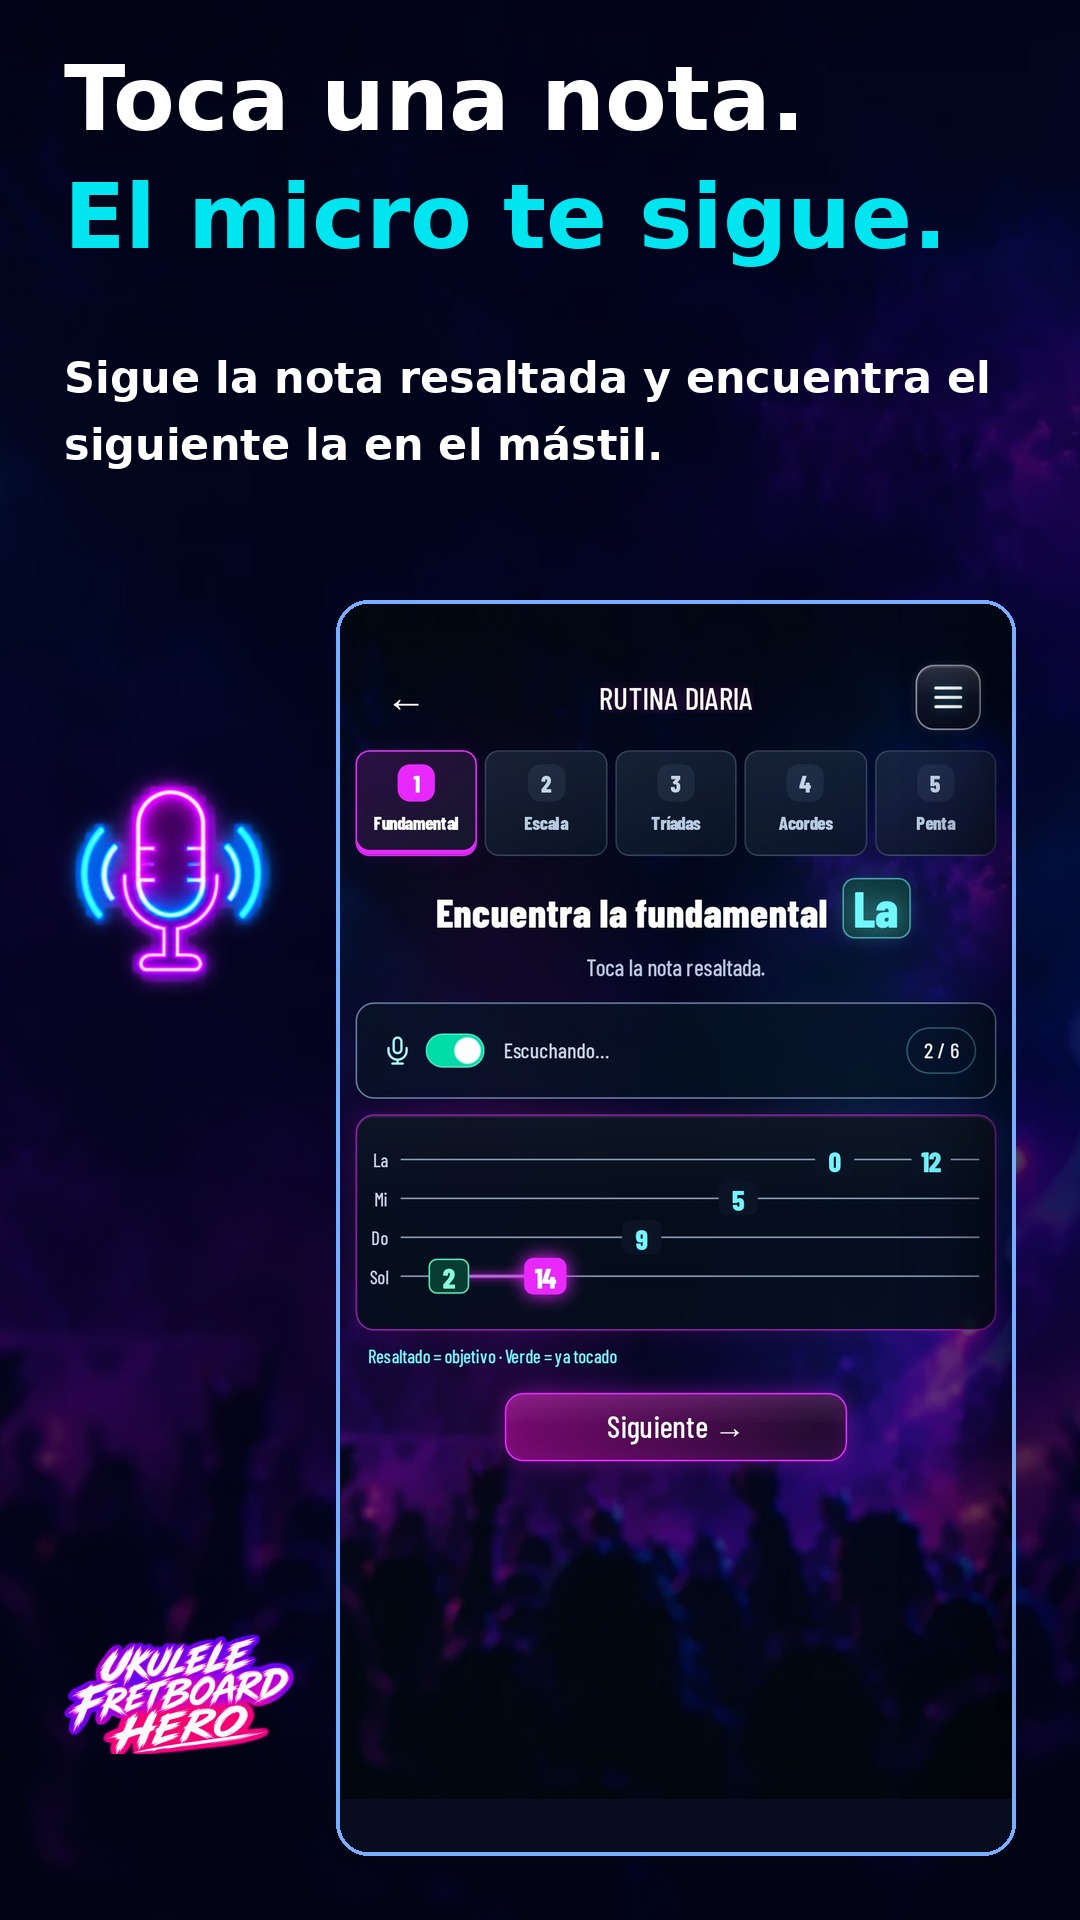 Toca una nota.
El micro te sigue.
Sigue la nota resaltada y encuentra el
siguiente la en el mástil.
← RUTINA DIARIA
1 2 3 4 5
Fundamental Escala Tríadas Acordes Penta
Encuentra la fundamental La
Toca la nota resaltada.
Escuchando... 2 / 6
La 0 12
Mi 5
Do 9
Sol 2 14
Resaltado = objetivo · Verde = ya tocado
Siguiente →
UKULELE
FRETBOARD
HERO